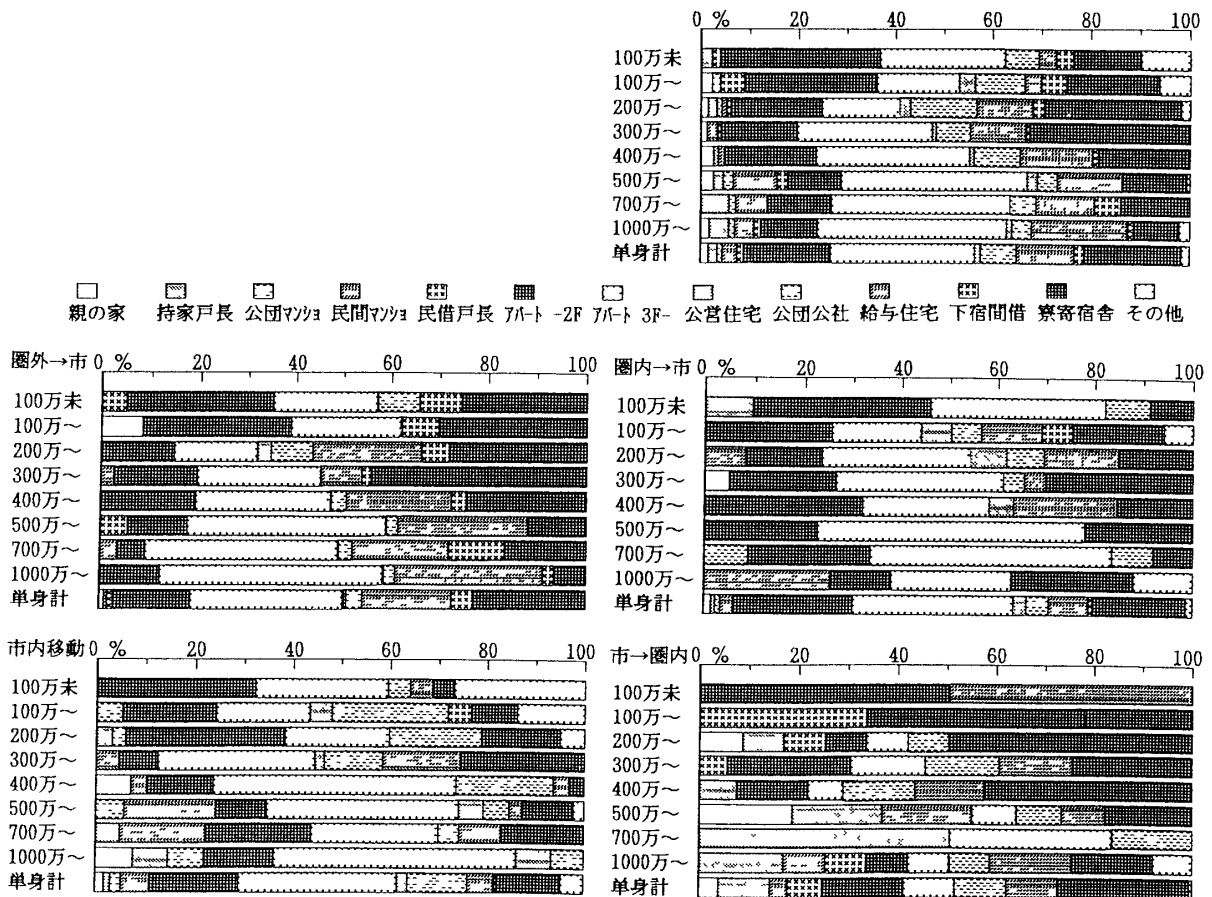 0 % 20 40 60 80 100
100万未
100万〜
200万〜
300万〜
400万〜
500万〜
700万〜
1000万〜
単身計
親の家 持家戸長 公団マンショ 民間マンショ 民借戸長 アパート -2F アパート 3F- 公営住宅 公団公社 給与住宅 下宿間借 寮寄宿舎 その他
圏外→市 0 % 20 40 60 80 100
100万未
100万〜
200万〜
300万〜
400万〜
500万〜
700万〜
1000万〜
単身計
圏内→市 0 % 20 40 60 80 100
100万未
100万〜
200万〜
300万〜
400万〜
500万〜
700万〜
1000万〜
単身計
市内移動 0 % 20 40 60 80 100
100万未
100万〜
200万〜
300万〜
400万〜
500万〜
700万〜
1000万〜
単身計
市→圏内 0 % 20 40 60 80 100
100万未
100万〜
200万〜
300万〜
400万〜
500万〜
700万〜
1000万〜
単身計